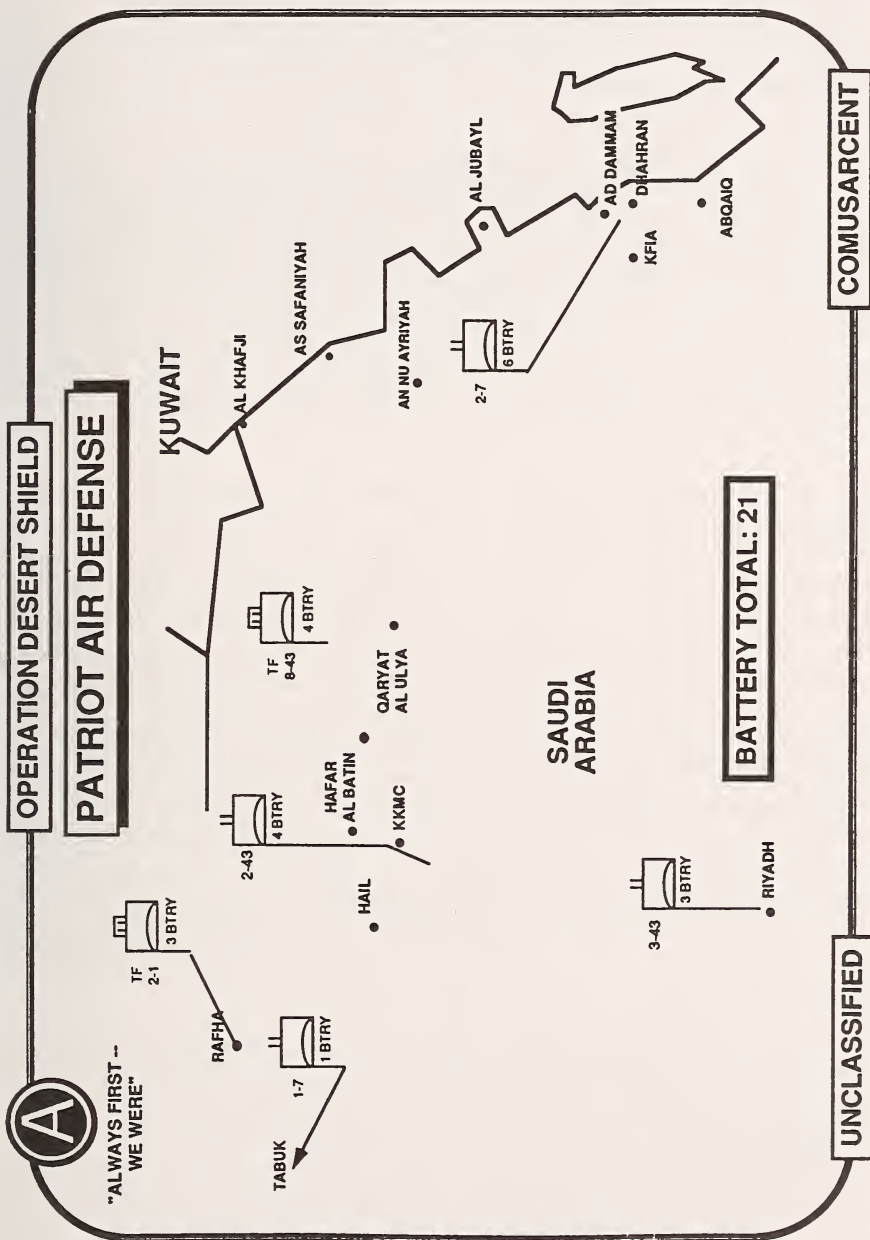 OPERATION DESERT SHIELD
PATRIOT AIR DEFENSE
A
"ALWAYS FIRST --
WE WERE"
KUWAIT
AL KHAFJI
AS SAFANIYAH
AN NU AYRIYAH
AL JUBAYL
AD DAMMAM
DHAHRAN
KFIA
ABQAIQ
2-7
6 BTRY
TF
8-43
4 BTRY
QARYAT
AL ULYA
HAFAR
AL BATIN
KKMC
2-43
4 BTRY
HAIL
TF
2-1
3 BTRY
RAFHA
1-7
1 BTRY
TABUK
SAUDI
ARABIA
3-43
3 BTRY
RIYADH
BATTERY TOTAL: 21
UNCLASSIFIED
COMUSARCENT